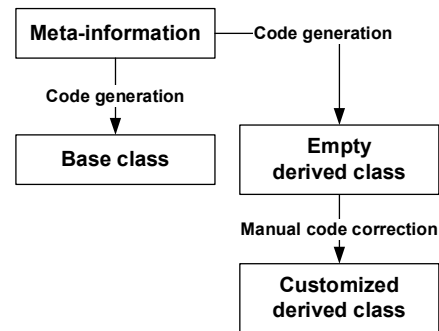 Meta-information
Code generation
Code generation
Base class
Empty
derived class
Manual code correction
Customized
derived class